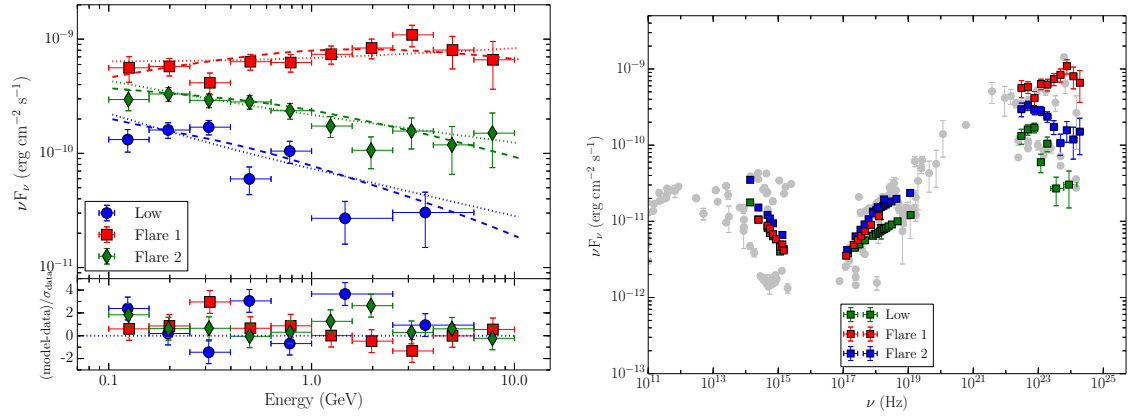 10⁻⁹
10⁻¹⁰
10⁻¹¹
νF_ν (erg cm⁻² s⁻¹)
Low
Flare 1
Flare 2
4
2
0
-2
(model-data)/σ_data
0.1
1.0
10.0
Energy (GeV)
10⁻⁸
10⁻⁹
10⁻¹⁰
10⁻¹¹
10⁻¹²
10⁻¹³
νF_ν (erg cm⁻² s⁻¹)
Low
Flare 1
Flare 2
10¹¹
10¹³
10¹⁵
10¹⁷
10¹⁹
10²¹
10²³
10²⁵
ν (Hz)